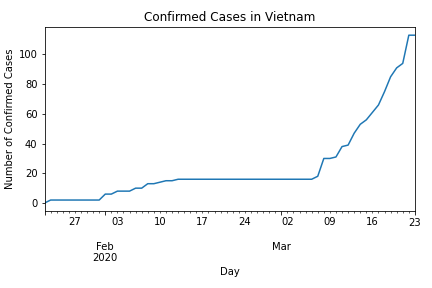 Confirmed Cases in Vietnam
Number of Confirmed Cases
100
80
60
40
20
0
27 03 10 17 24 02 09 16 23
Feb Mar
2020
Day